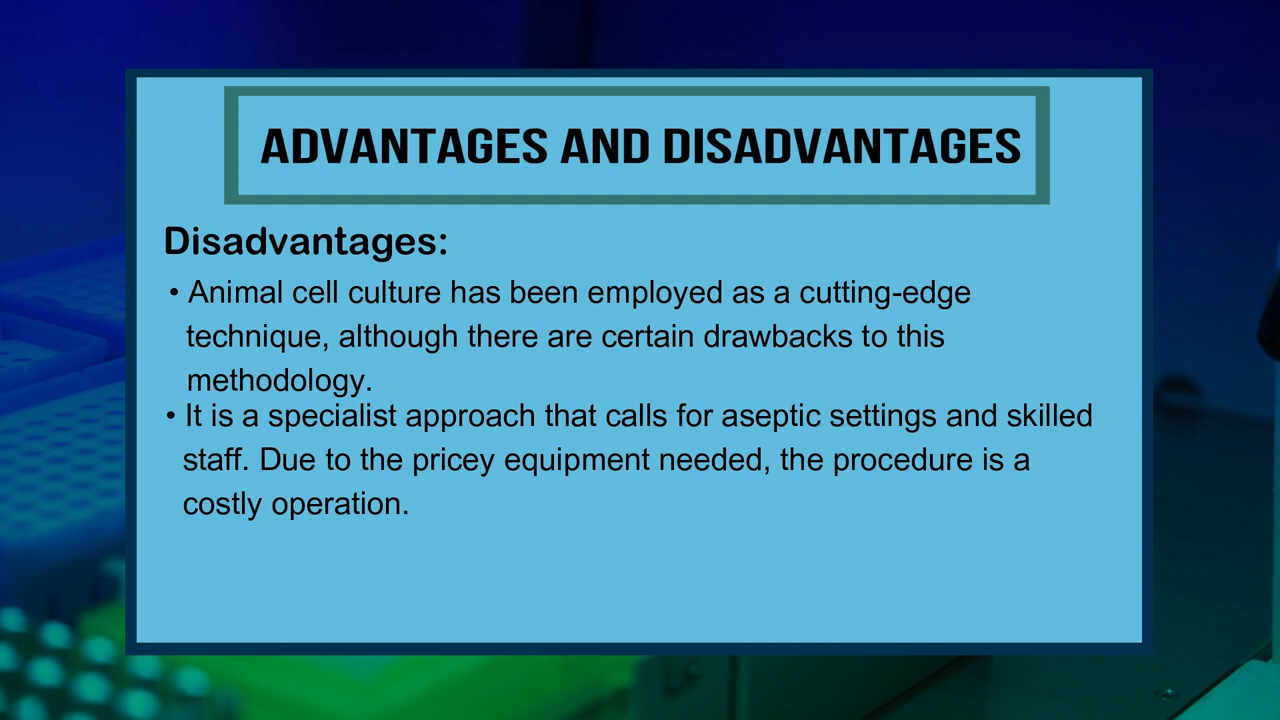 ADVANTAGES AND DISADVANTAGES
Disadvantages:
• Animal cell culture has been employed as a cutting-edge
technique, although there are certain drawbacks to this
methodology.
• It is a specialist approach that calls for aseptic settings and skilled
staff. Due to the pricey equipment needed, the procedure is a
costly operation.